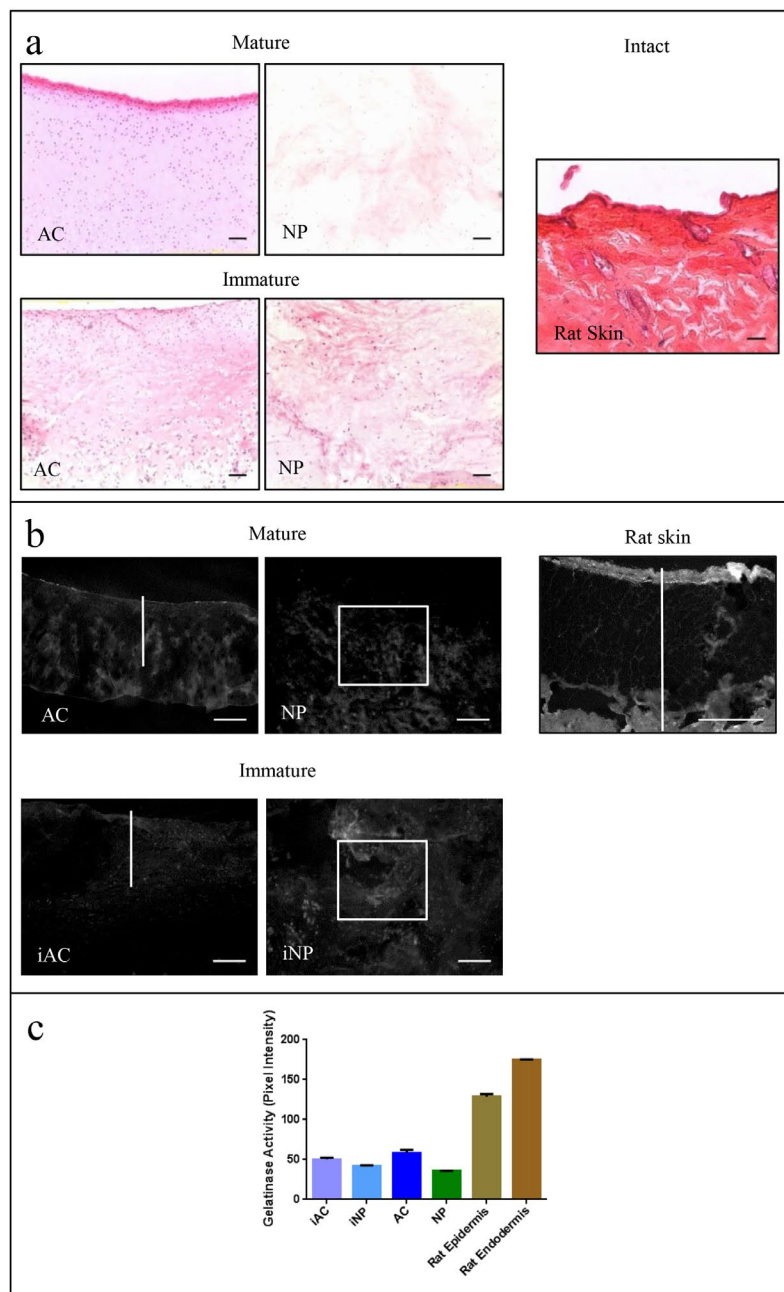 a
Mature
Intact
AC
NP
Rat Skin
Immature
AC
NP
b
Mature
Rat skin
AC
NP
Immature
iAC
iNP
c
Gelatinase Activity (Pixel Intensity)
200
150
100
50
0
iAC
iNP
AC
NP
Rat Epidermis
Rat Endodermis